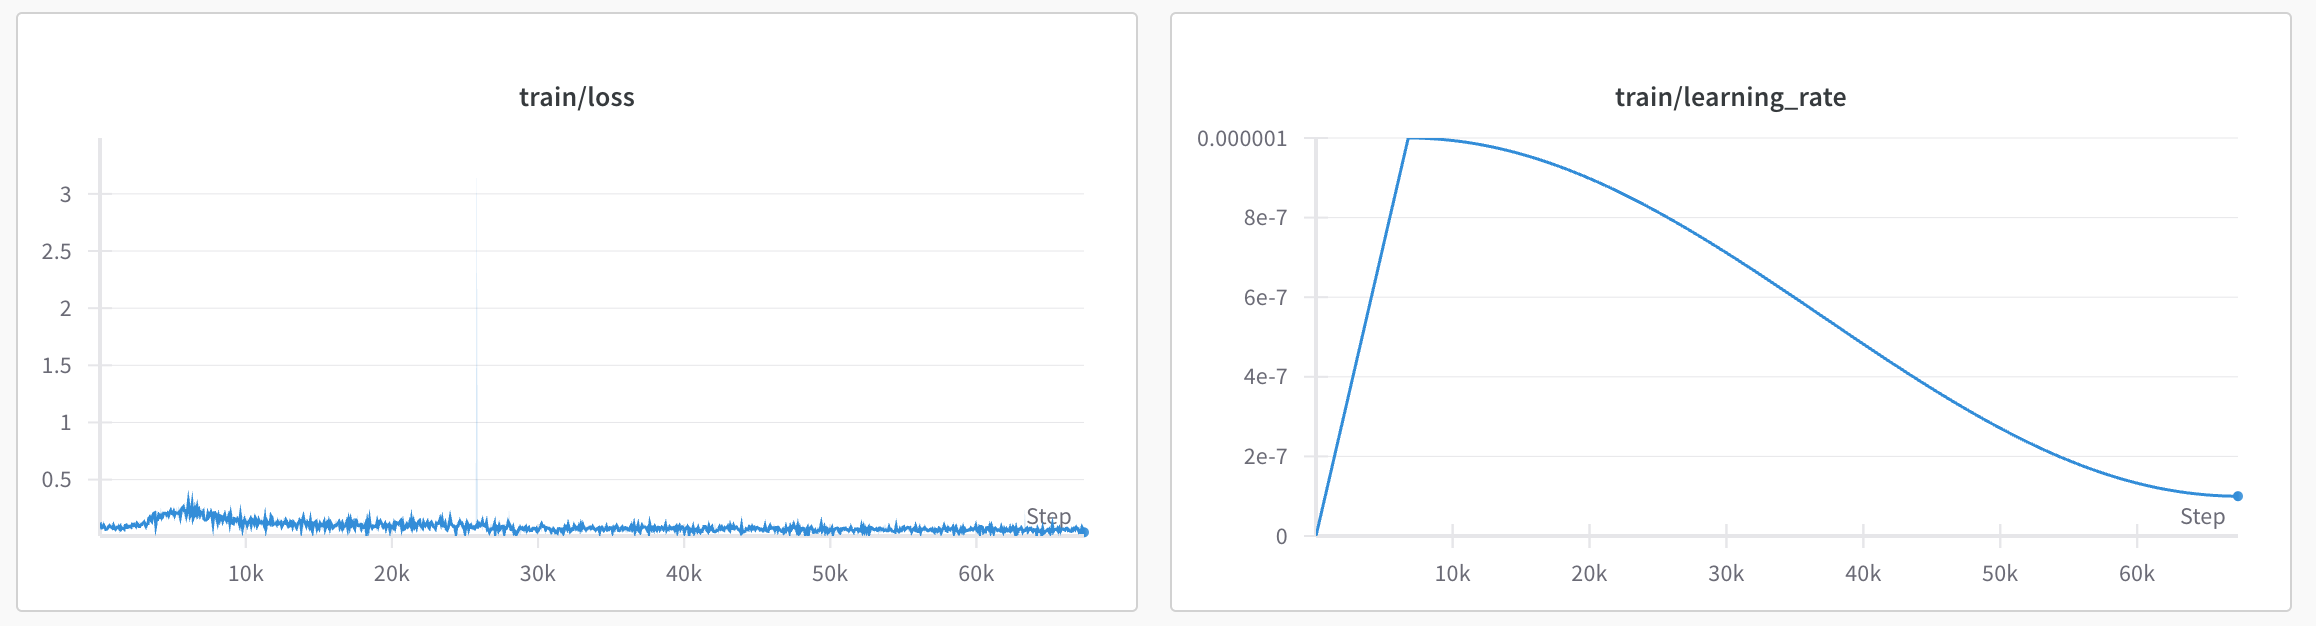 train/loss
3
2.5
2
1.5
1
0.5
Step
10k 20k 30k 40k 50k 60k
train/learning_rate
0.000001
8e-7
6e-7
4e-7
2e-7
0
Step
10k 20k 30k 40k 50k 60k